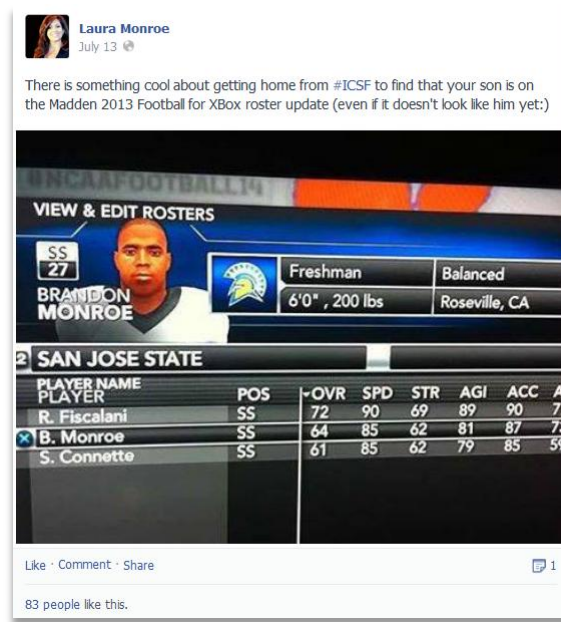 Laura Monroe
July 13
There is something cool about getting home from #ICSF to find that your son is on
the Madden 2013 Football for XBox roster update (even if it doesn't look like him yet:)
#NCAAFOOTBALL14
VIEW & EDIT ROSTERS
SS
27
BRANDON
MONROE
Freshman
Balanced
6'0" , 200 lbs
Roseville, CA
2 SAN JOSE STATE
PLAYER NAME
PLAYER POS OVR SPD STR AGI ACC A
R. Fiscalani SS 72 90 69 89 90 7
B. Monroe SS 64 85 62 81 87 7
S. Connette SS 61 85 62 79 85 59
Like · Comment · Share
1
83 people like this.